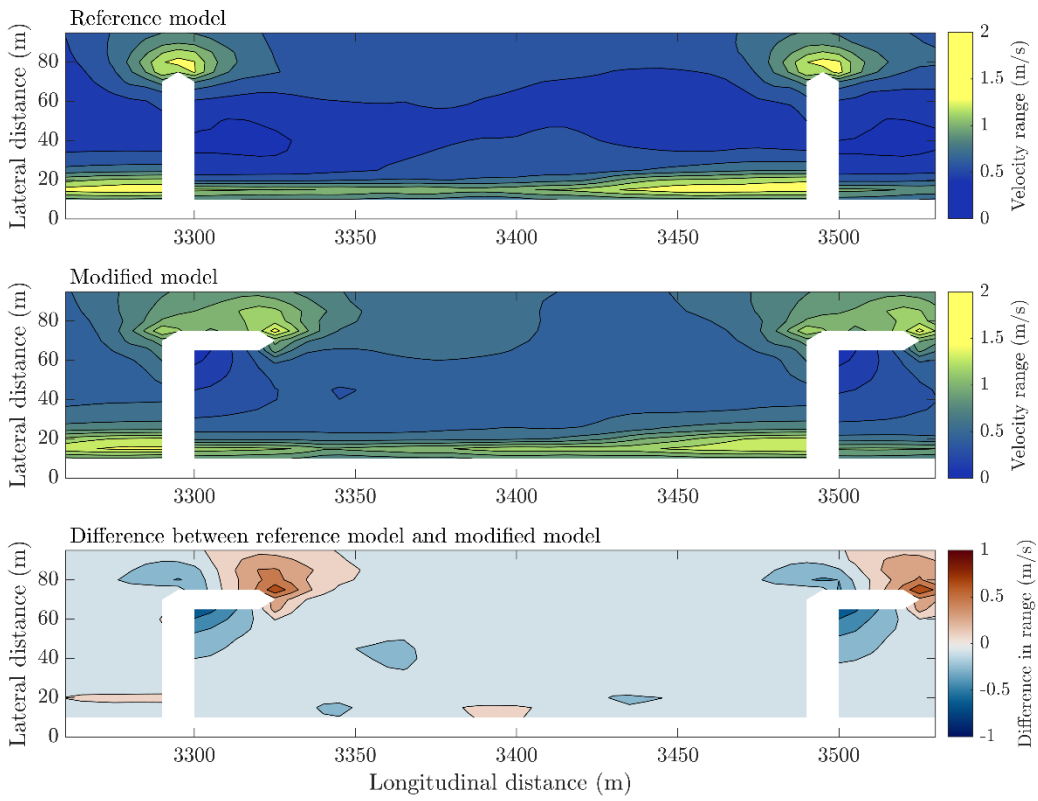 Reference model
Lateral distance (m)
80
60
40
20
0
3300 3350 3400 3450 3500
2
1.5
1
0.5
0
Velocity range (m/s)
Modified model
Lateral distance (m)
80
60
40
20
0
3300 3350 3400 3450 3500
2
1.5
1
0.5
0
Velocity range (m/s)
Difference between reference model and modified model
Lateral distance (m)
80
60
40
20
0
3300 3350 3400 3450 3500
Longitudinal distance (m)
1
0.5
0
-0.5
-1
Difference in range (m/s)